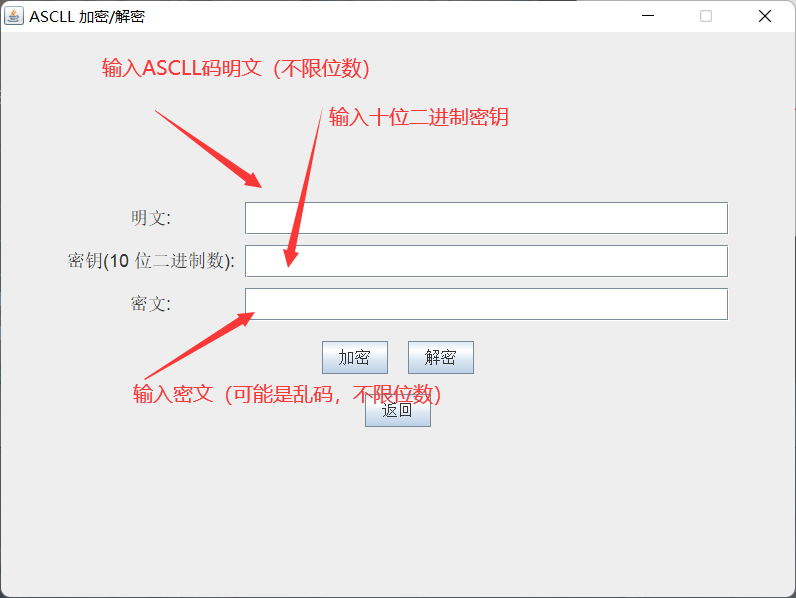 ASCLL 加密/解密
输入ASCLL码明文（不限位数）
输入十位二进制密钥
明文:
密钥(10 位二进制数):
密文:
加密 解密
输入密文（可能是乱码，不限位数）
返回